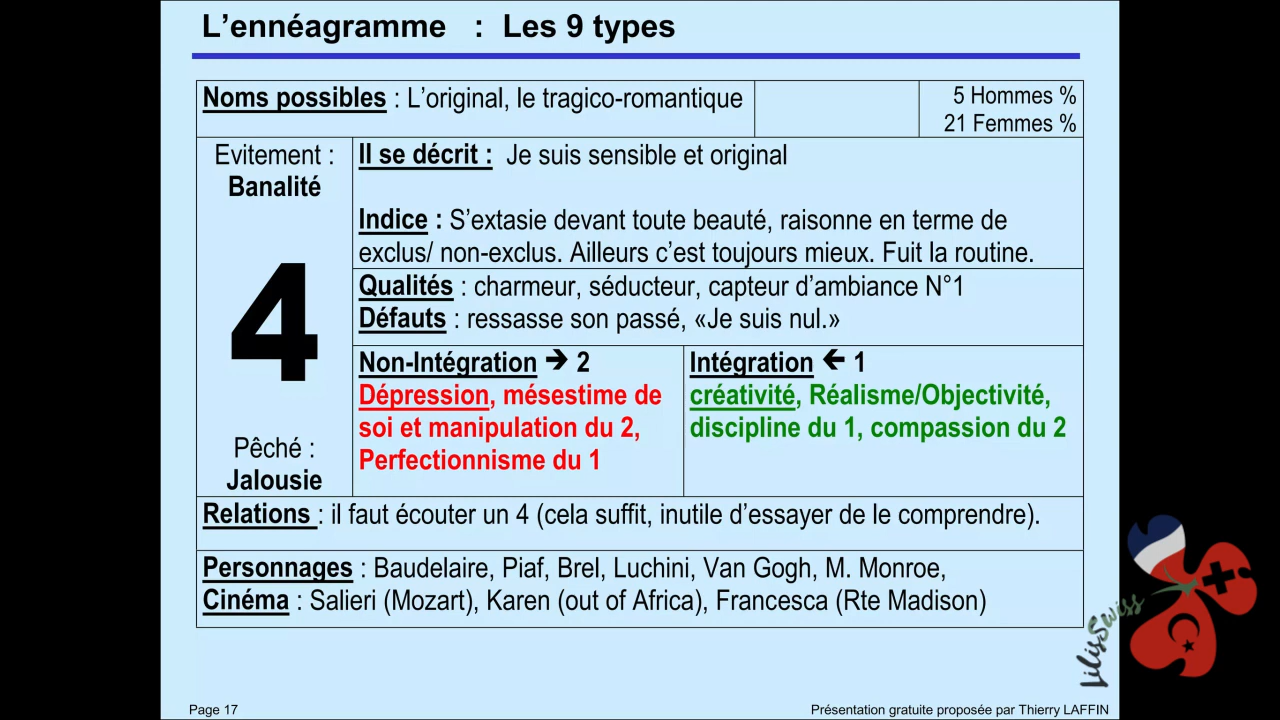 L’ennéagramme : Les 9 types
Noms possibles : L’original, le tragico-romantique
5 Hommes %
21 Femmes %
Evitement :
Banalité
4
Pêché :
Jalousie
Il se décrit : Je suis sensible et original
Indice : S’extasie devant toute beauté, raisonne en terme de
exclus/ non-exclus. Ailleurs c’est toujours mieux. Fuit la routine.
Qualités : charmeur, séducteur, capteur d’ambiance N°1
Défauts : ressasse son passé, «Je suis nul.»
Non-Intégration ➔ 2
Dépression, mésestime de
soi et manipulation du 2,
Perfectionnisme du 1
Intégration 🡰 1
créativité, Réalisme/Objectivité,
discipline du 1, compassion du 2
Relations : il faut écouter un 4 (cela suffit, inutile d’essayer de le comprendre).
Personnages : Baudelaire, Piaf, Brel, Luchini, Van Gogh, M. Monroe,
Cinéma : Salieri (Mozart), Karen (out of Africa), Francesca (Rte Madison)
LilisSwiss
Page 17
Présentation gratuite proposée par Thierry LAFFIN